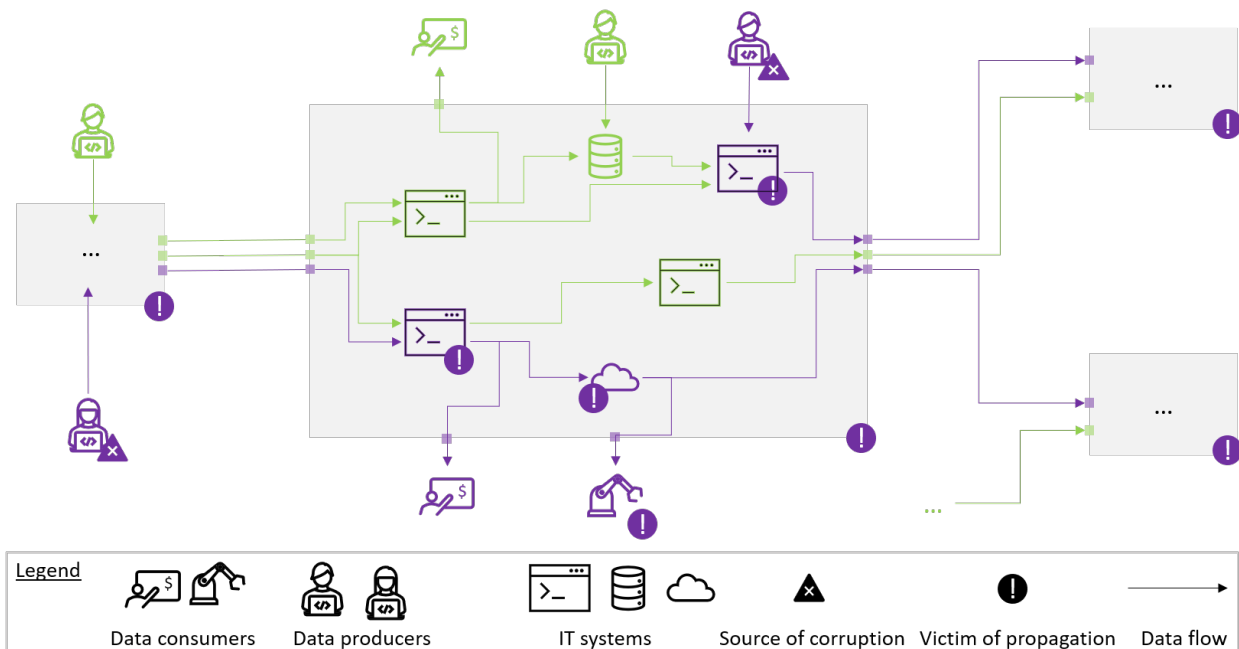 $
...
...
...
...
$
...
Legend
$
Data consumers
Data producers
IT systems
Source of corruption
Victim of propagation
Data flow